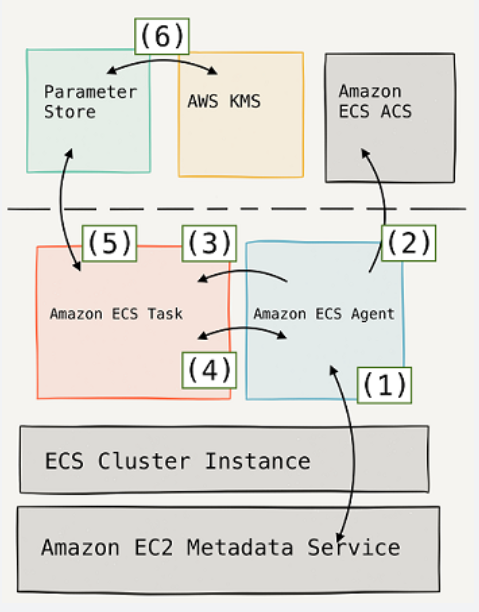 (6)
Parameter
Store
AWS KMS
Amazon
ECS ACS
(5)
(3)
(2)
Amazon ECS Task
Amazon ECS Agent
(4)
(1)
ECS Cluster Instance
Amazon EC2 Metadata Service